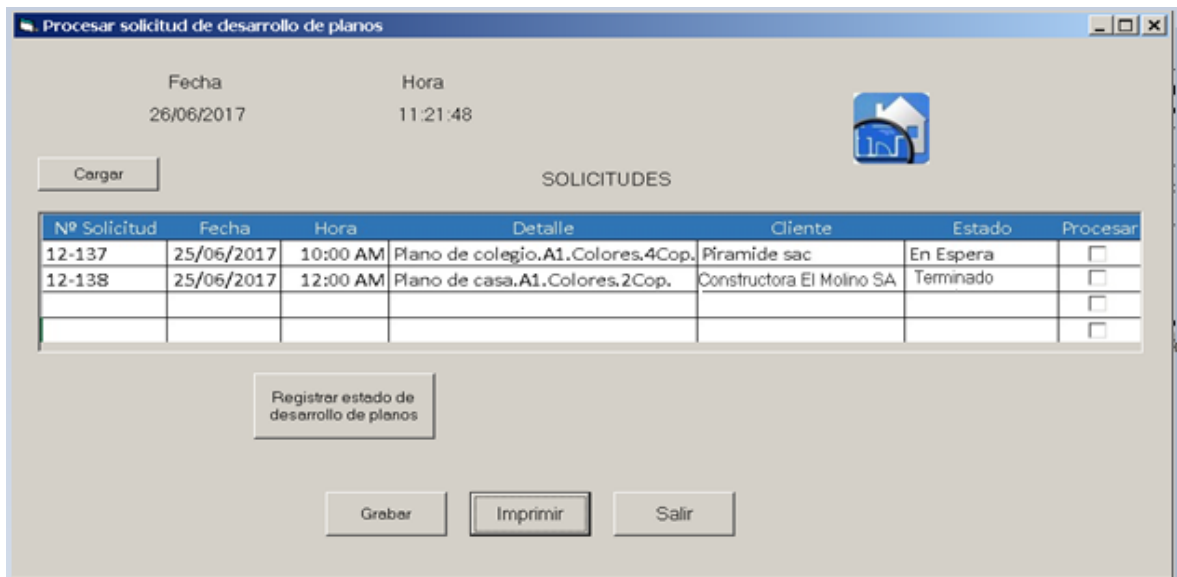 Procesar solicitud de desarrollo de planos
Fecha Hora
26/06/2017 11:21:48
Cargar
SOLICITUDES
Nº Solicitud Fecha Hora Detalle Cliente Estado Procesar
12-137 25/06/2017 10:00 AM Plano de colegio.A1.Colores.4Cop. Piramide sac En Espera
12-138 25/06/2017 12:00 AM Plano de casa.A1.Colores.2Cop. Constructora El Molino SA Terminado
Registrar estado de
desarrollo de planos
Grabar Imprimir Salir